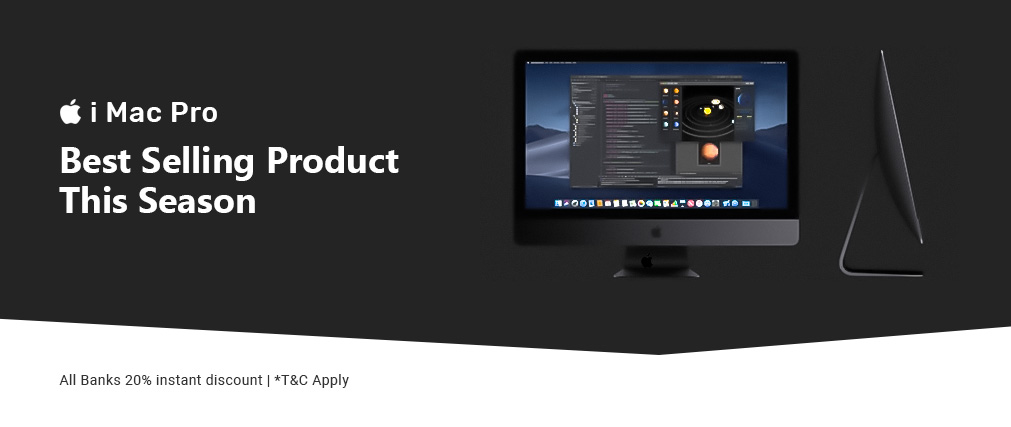 i Mac Pro
Best Selling Product
This Season
All Banks 20% instant discount | *T&C Apply